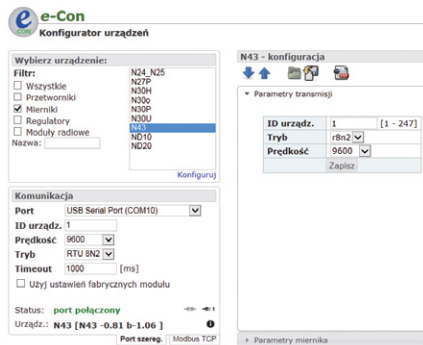 e-Con
CON
Konfigurator urządzeń
Wybierz urządzenie:
Filtr:
Wszystkie
Przetworniki
Mierniki
Regulatory
Moduły radiowe
Nazwa:
N24_N25
N27P
N30H
N30o
N30P
N30U
N43
ND10
ND20
Konfiguruj
Komunikacja
Port USB Serial Port (COM10)
ID urządz. 1
Prędkość 9600
Tryb RTU 8N2
Timeout 1000 [ms]
Użyj ustawień fabrycznych modułu
Status: port połączony
Urządz.: N43 [N43 -0.81 b-1.06 ]
Port szereg. Modbus TCP
N43 - konfiguracja
Parametry transmisji
ID urządz. 1 [1 - 247]
Tryb r8n2
Prędkość 9600
Zapisz
Parametry miernika